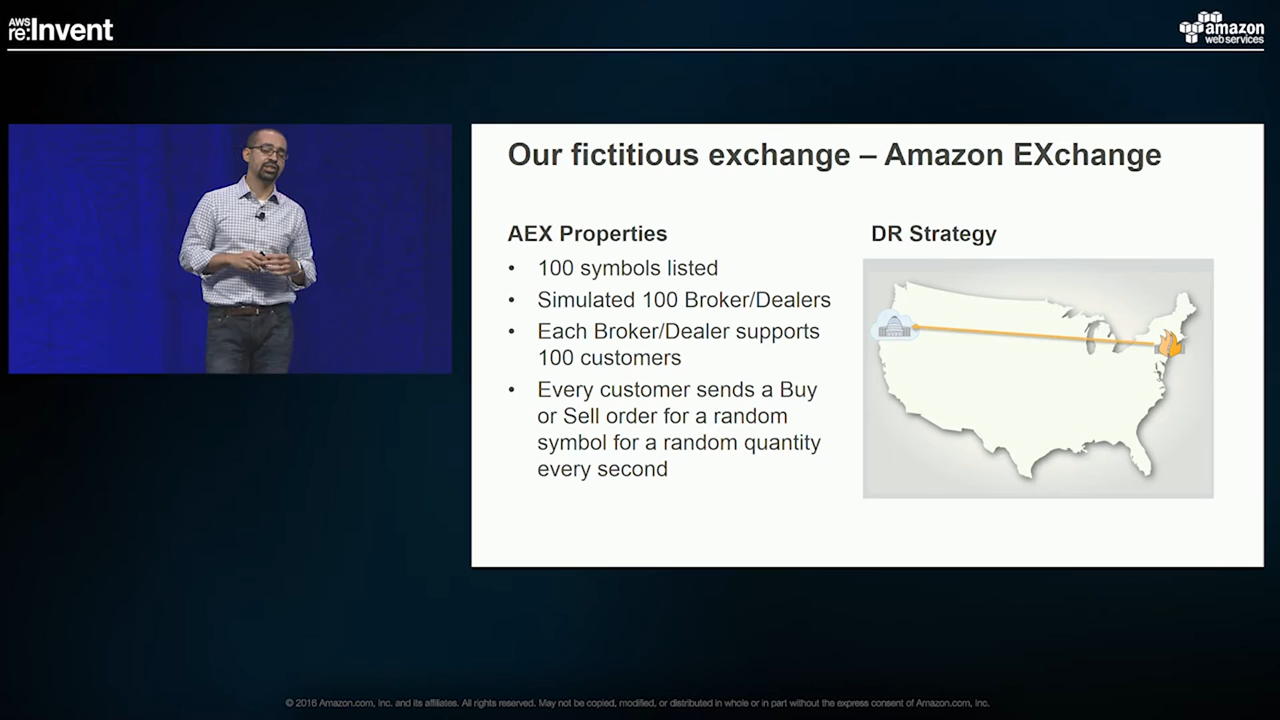 AWS
re:Invent
amazon
web services
Our fictitious exchange – Amazon EXchange
AEX Properties
• 100 symbols listed
• Simulated 100 Broker/Dealers
• Each Broker/Dealer supports
100 customers
• Every customer sends a Buy
or Sell order for a random
symbol for a random quantity
every second
DR Strategy
© 2016 Amazon.com, Inc. and its affiliates. All rights reserved. May not be copied, modified, or distributed in whole or in part without the express consent of Amazon.com, Inc.